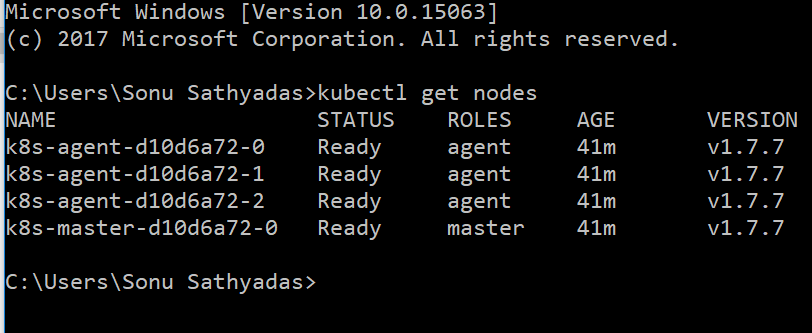 Microsoft Windows [Version 10.0.15063]
(c) 2017 Microsoft Corporation. All rights reserved.
C:\Users\Sonu Sathyadas>kubectl get nodes
NAME STATUS ROLES AGE VERSION
k8s-agent-d10d6a72-0 Ready agent 41m v1.7.7
k8s-agent-d10d6a72-1 Ready agent 41m v1.7.7
k8s-agent-d10d6a72-2 Ready agent 41m v1.7.7
k8s-master-d10d6a72-0 Ready master 41m v1.7.7
C:\Users\Sonu Sathyadas>